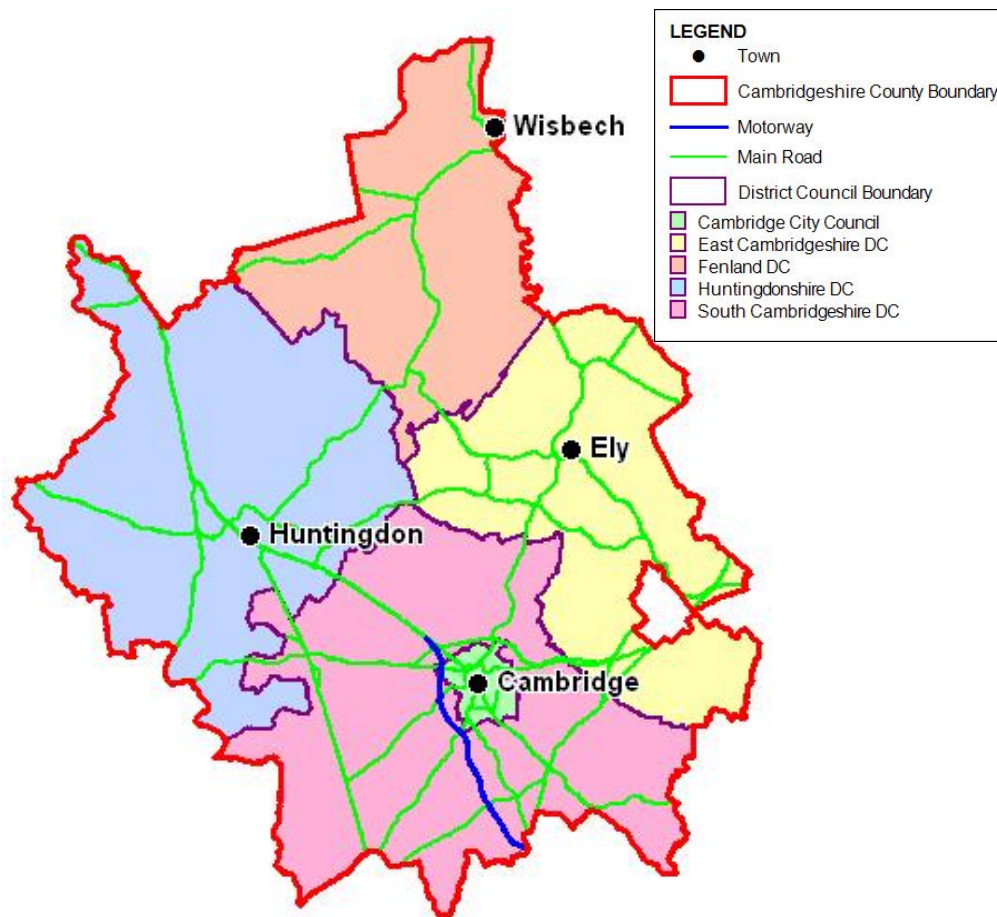 LEGEND
Town
Cambridgeshire County Boundary
Motorway
Main Road
District Council Boundary
Cambridge City Council
East Cambridgeshire DC
Fenland DC
Huntingdonshire DC
South Cambridgeshire DC
Wisbech
Ely
Huntingdon
Cambridge